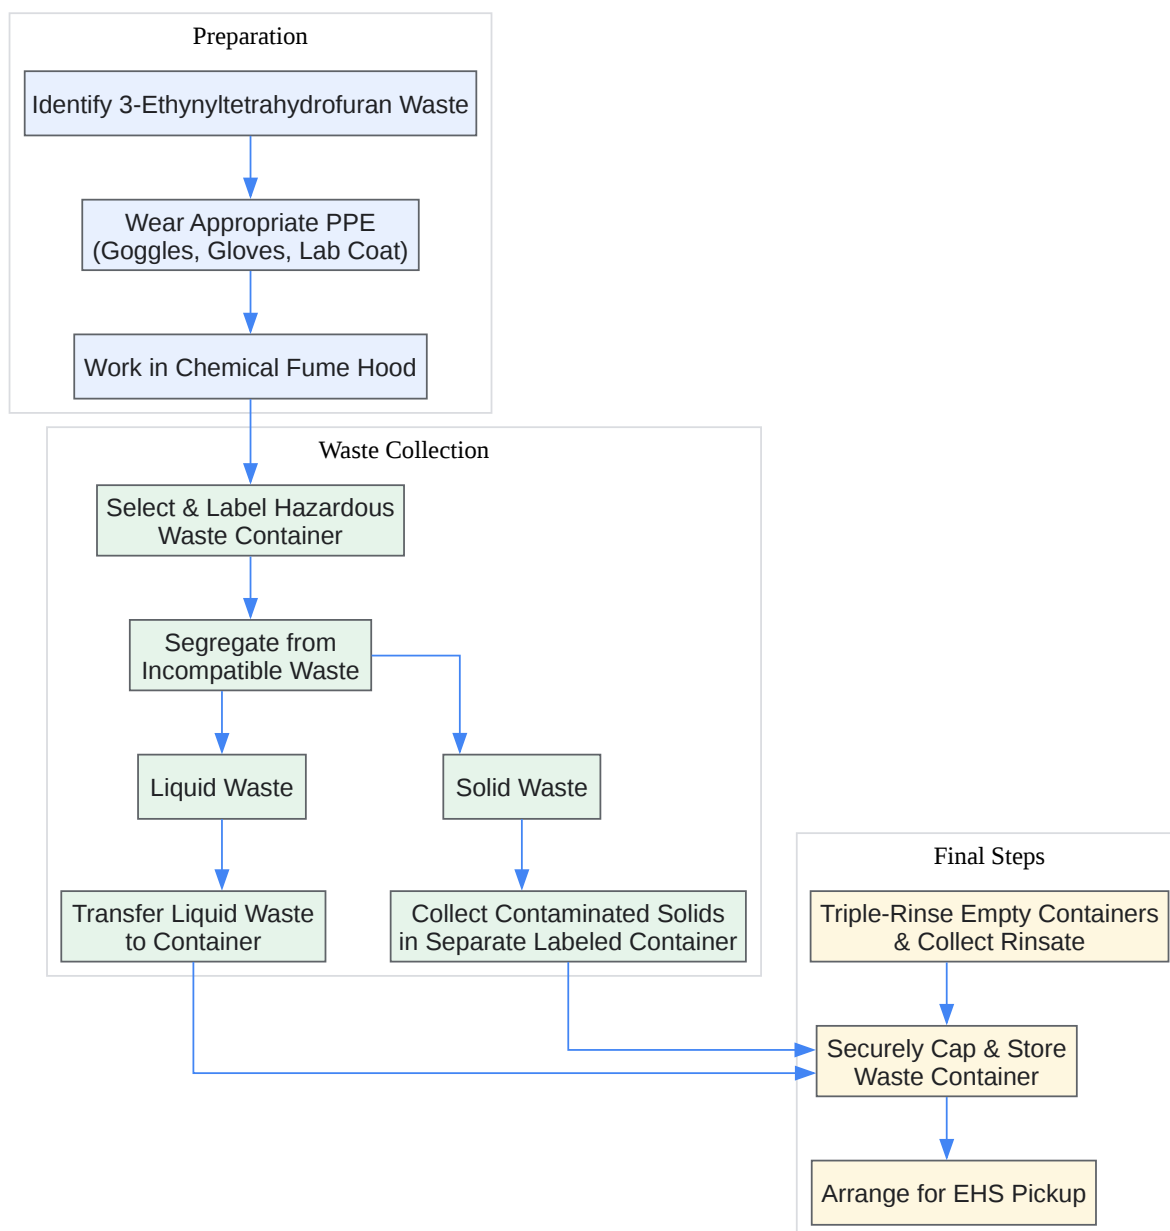 Preparation
Identify 3-Ethynyltetrahydrofuran Waste
Wear Appropriate PPE
(Goggles, Gloves, Lab Coat)
Work in Chemical Fume Hood
Waste Collection
Select & Label Hazardous
Waste Container
Segregate from
Incompatible Waste
Liquid Waste
Solid Waste
Transfer Liquid Waste
to Container
Collect Contaminated Solids
in Separate Labeled Container
Final Steps
Triple-Rinse Empty Containers
& Collect Rinsate
Securely Cap & Store
Waste Container
Arrange for EHS Pickup